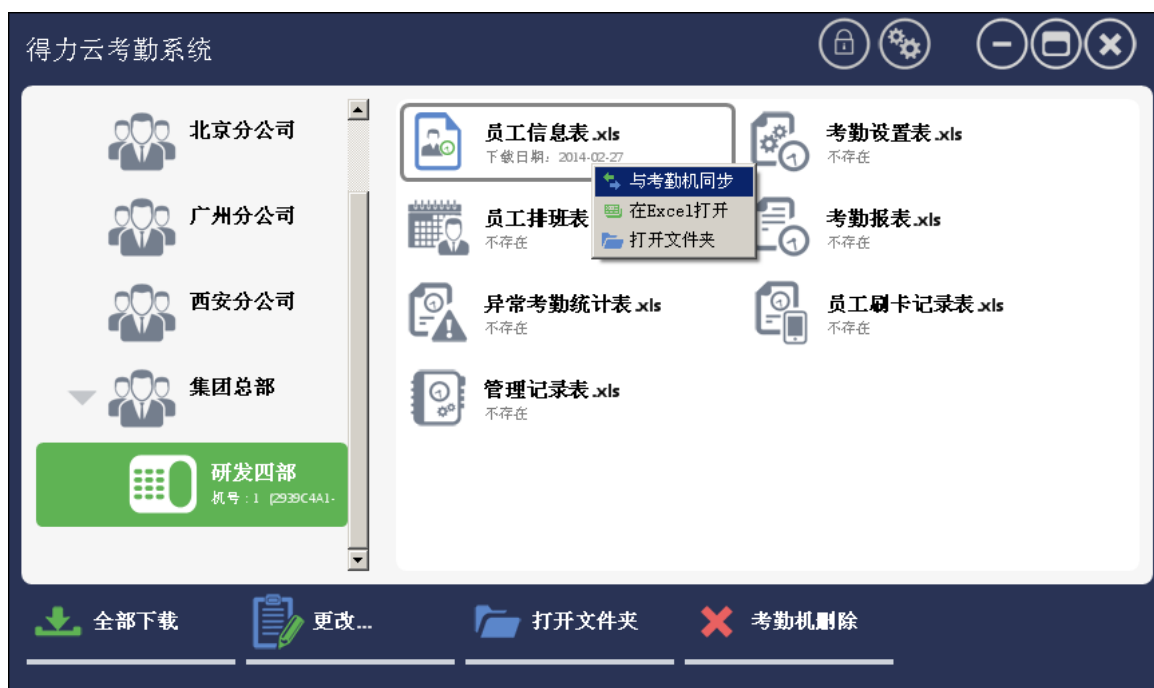 得力云考勤系统
北京分公司
广州分公司
西安分公司
集团总部
研发四部
机号:1 (2939C4A1-
员工信息表.xls
下载日期: 2014-02-27
考勤设置表.xls
不存在
与考勤机同步
在Excel打开
打开文件夹
员工排班表
不存在
考勤报表.xls
不存在
异常考勤统计表.xls
不存在
员工刷卡记录表.xls
不存在
管理记录表.xls
不存在
全部下载
更改...
打开文件夹
考勤机删除